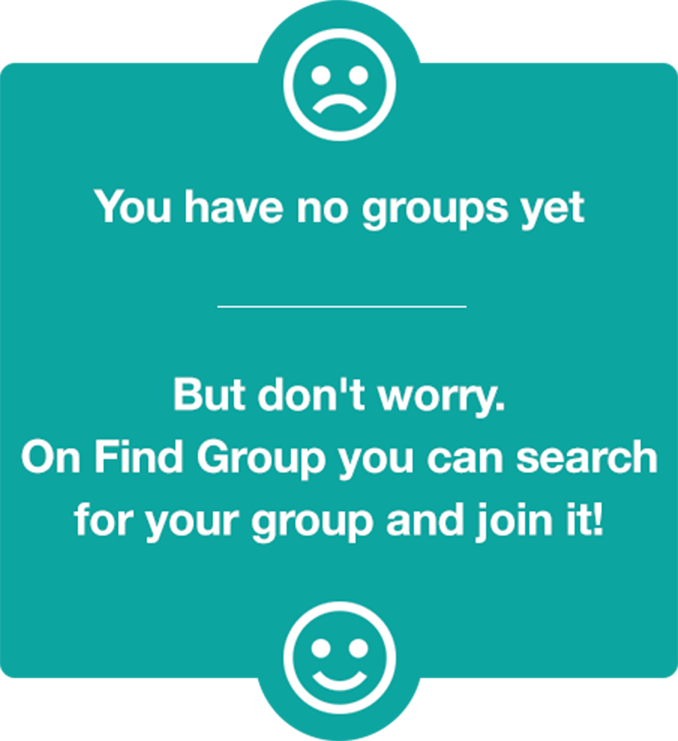 You have no groups yet
But don't worry.
On Find Group you can search
for your group and join it!